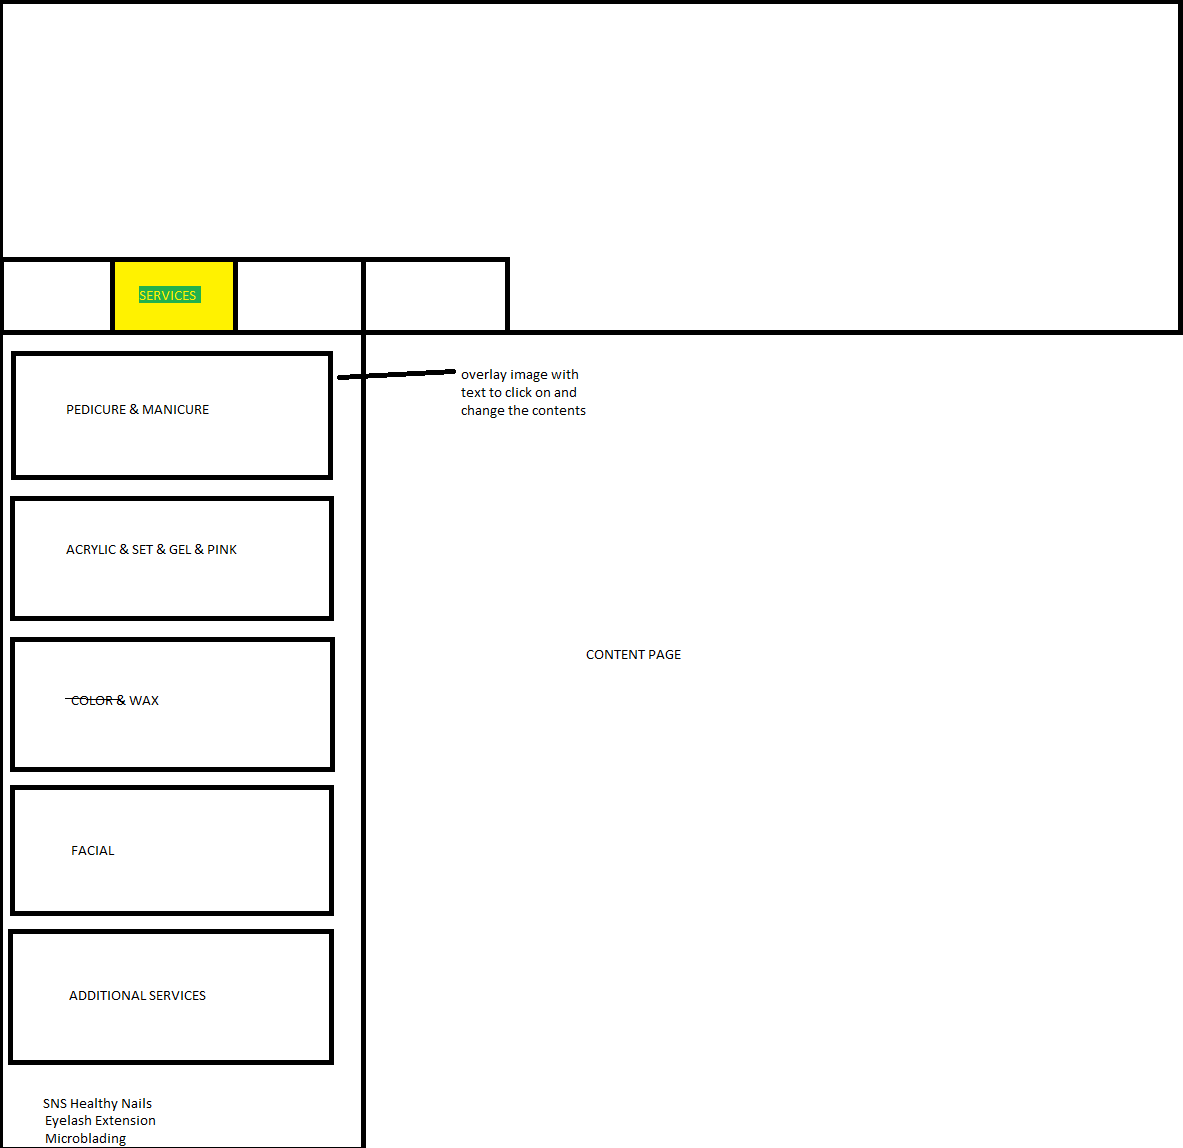 SERVICES
overlay image with
text to click on and
change the contents
PEDICURE & MANICURE
ACRYLIC & SET & GEL & PINK
CONTENT PAGE
COLOR & WAX
FACIAL
ADDITIONAL SERVICES
SNS Healthy Nails
Eyelash Extension
Microblading